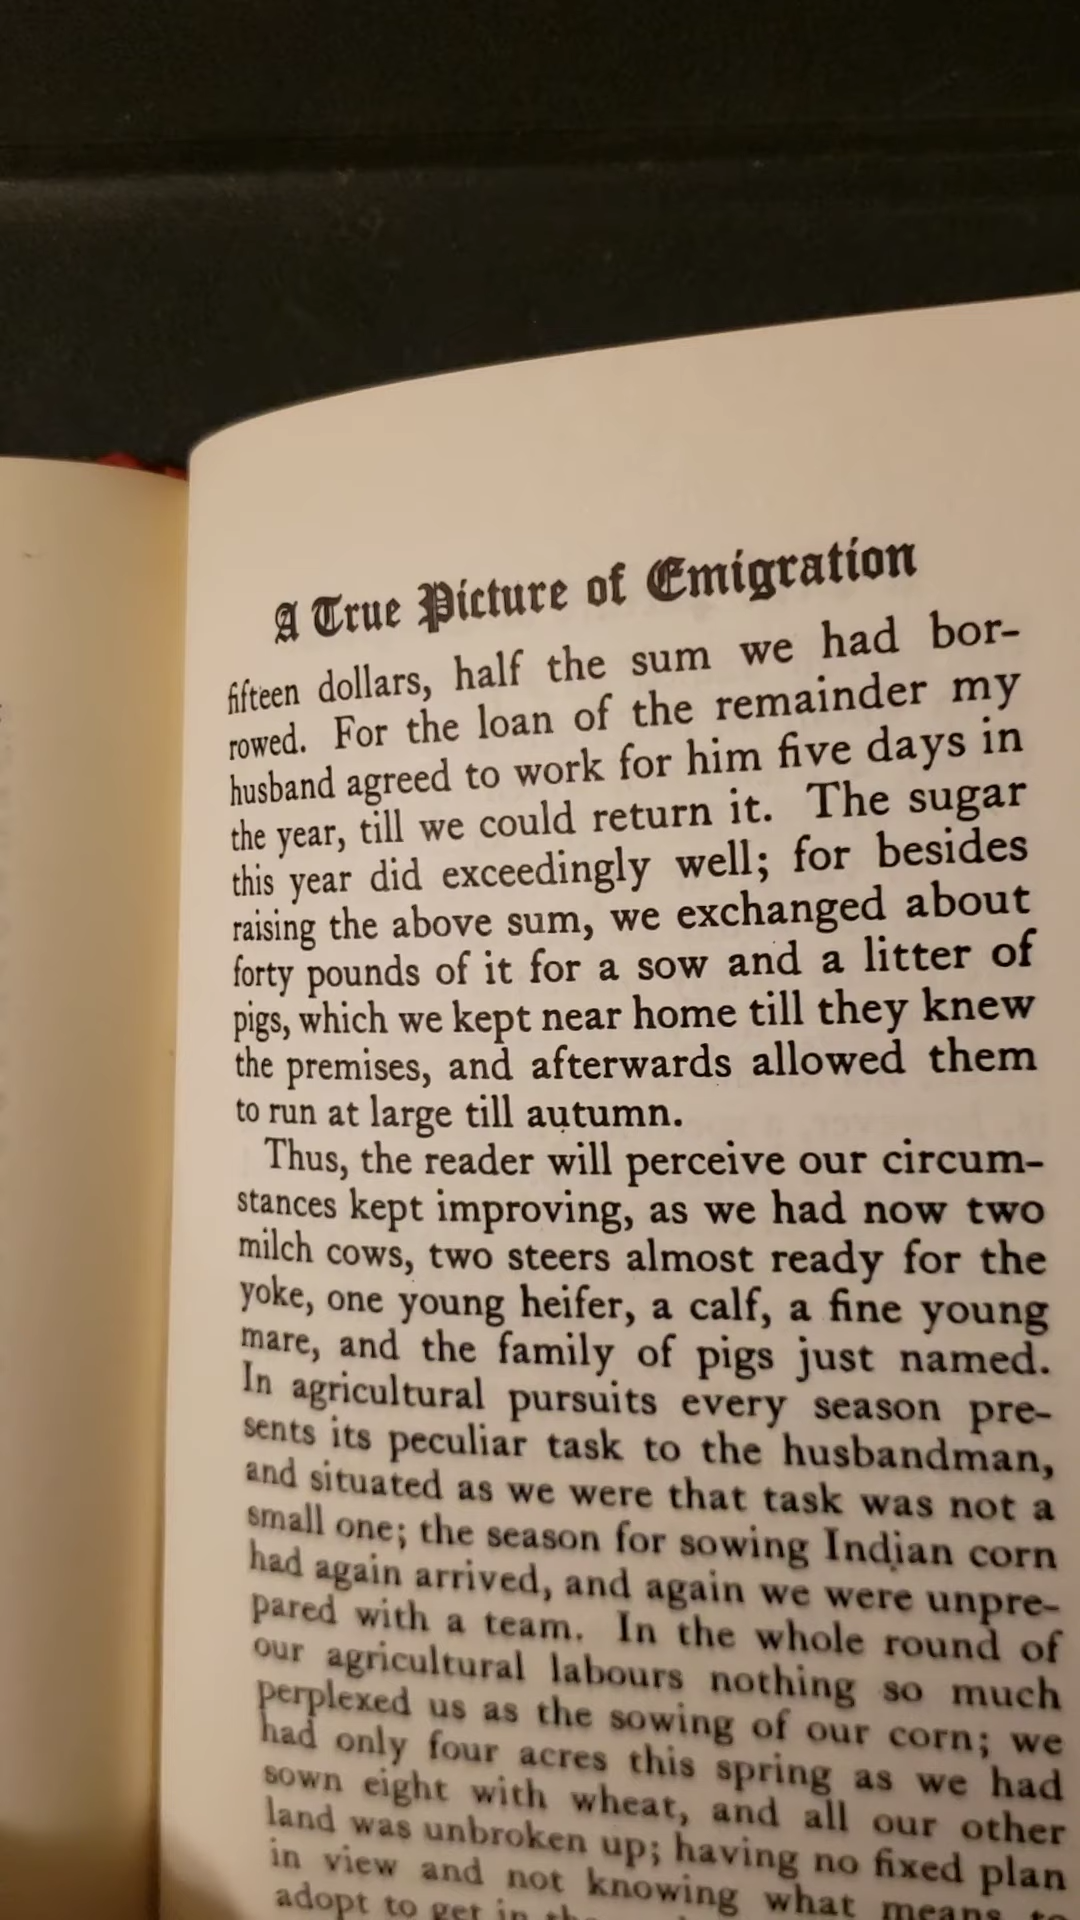 A True Picture of Emigration
fifteen dollars, half the sum we had bor-
rowed. For the loan of the remainder my
husband agreed to work for him five days in
the year, till we could return it. The sugar
this year did exceedingly well; for besides
raising the above sum, we exchanged about
forty pounds of it for a sow and a litter of
pigs, which we kept near home till they knew
the premises, and afterwards allowed them
to run at large till autumn.
Thus, the reader will perceive our circum-
stances kept improving, as we had now two
milch cows, two steers almost ready for the
yoke, one young heifer, a calf, a fine young
mare, and the family of pigs just named.
In agricultural pursuits every season pre-
sents its peculiar task to the husbandman,
and situated as we were that task was not a
small one; the season for sowing Indian corn
had again arrived, and again we were unpre-
pared with a team. In the whole round of
our agricultural labours nothing so much
perplexed us as the sowing of our corn; we
had only four acres this spring as we had
sown eight with wheat, and all our other
land was unbroken up; having no fixed plan
in view and not knowing what means to
adopt to get in